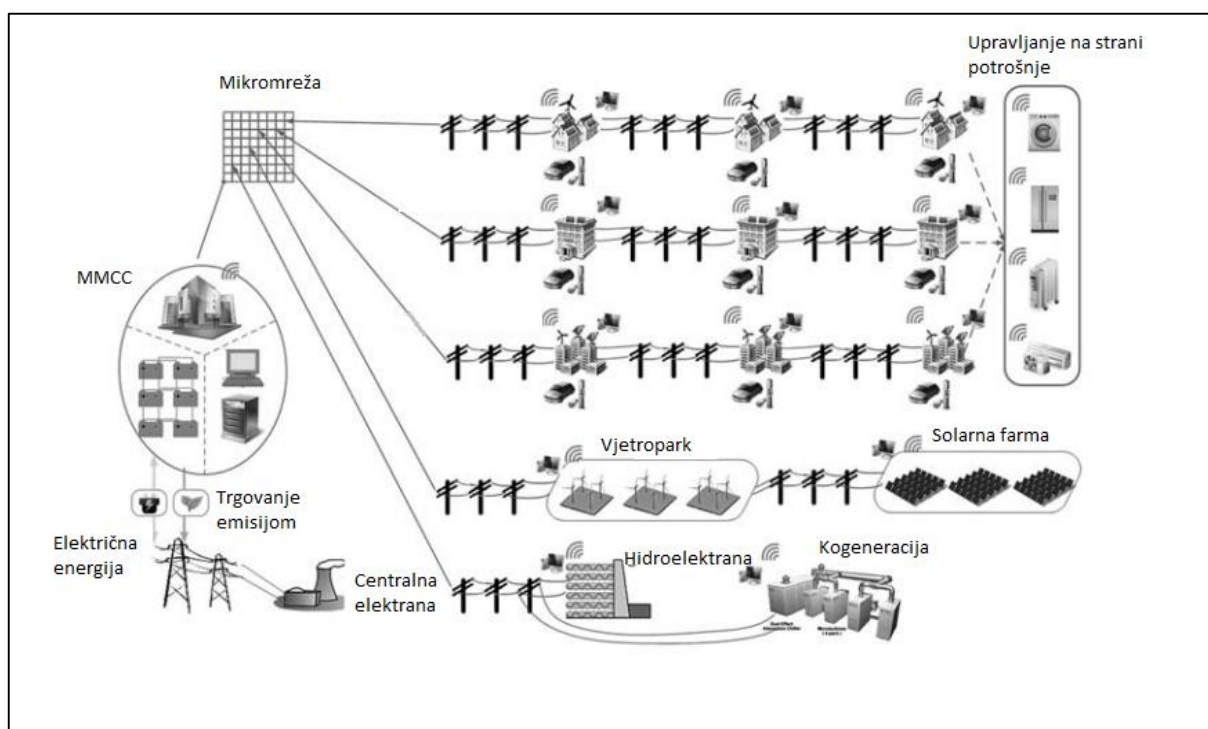 Upravljanje na strani
potrošnje
Mikromreža
MMCC
Vjetropark
Solarna farma
Trgovanje
emisijom
Električna
energija
Centralna
elektrana
Hidroelektrana
Kogeneracija